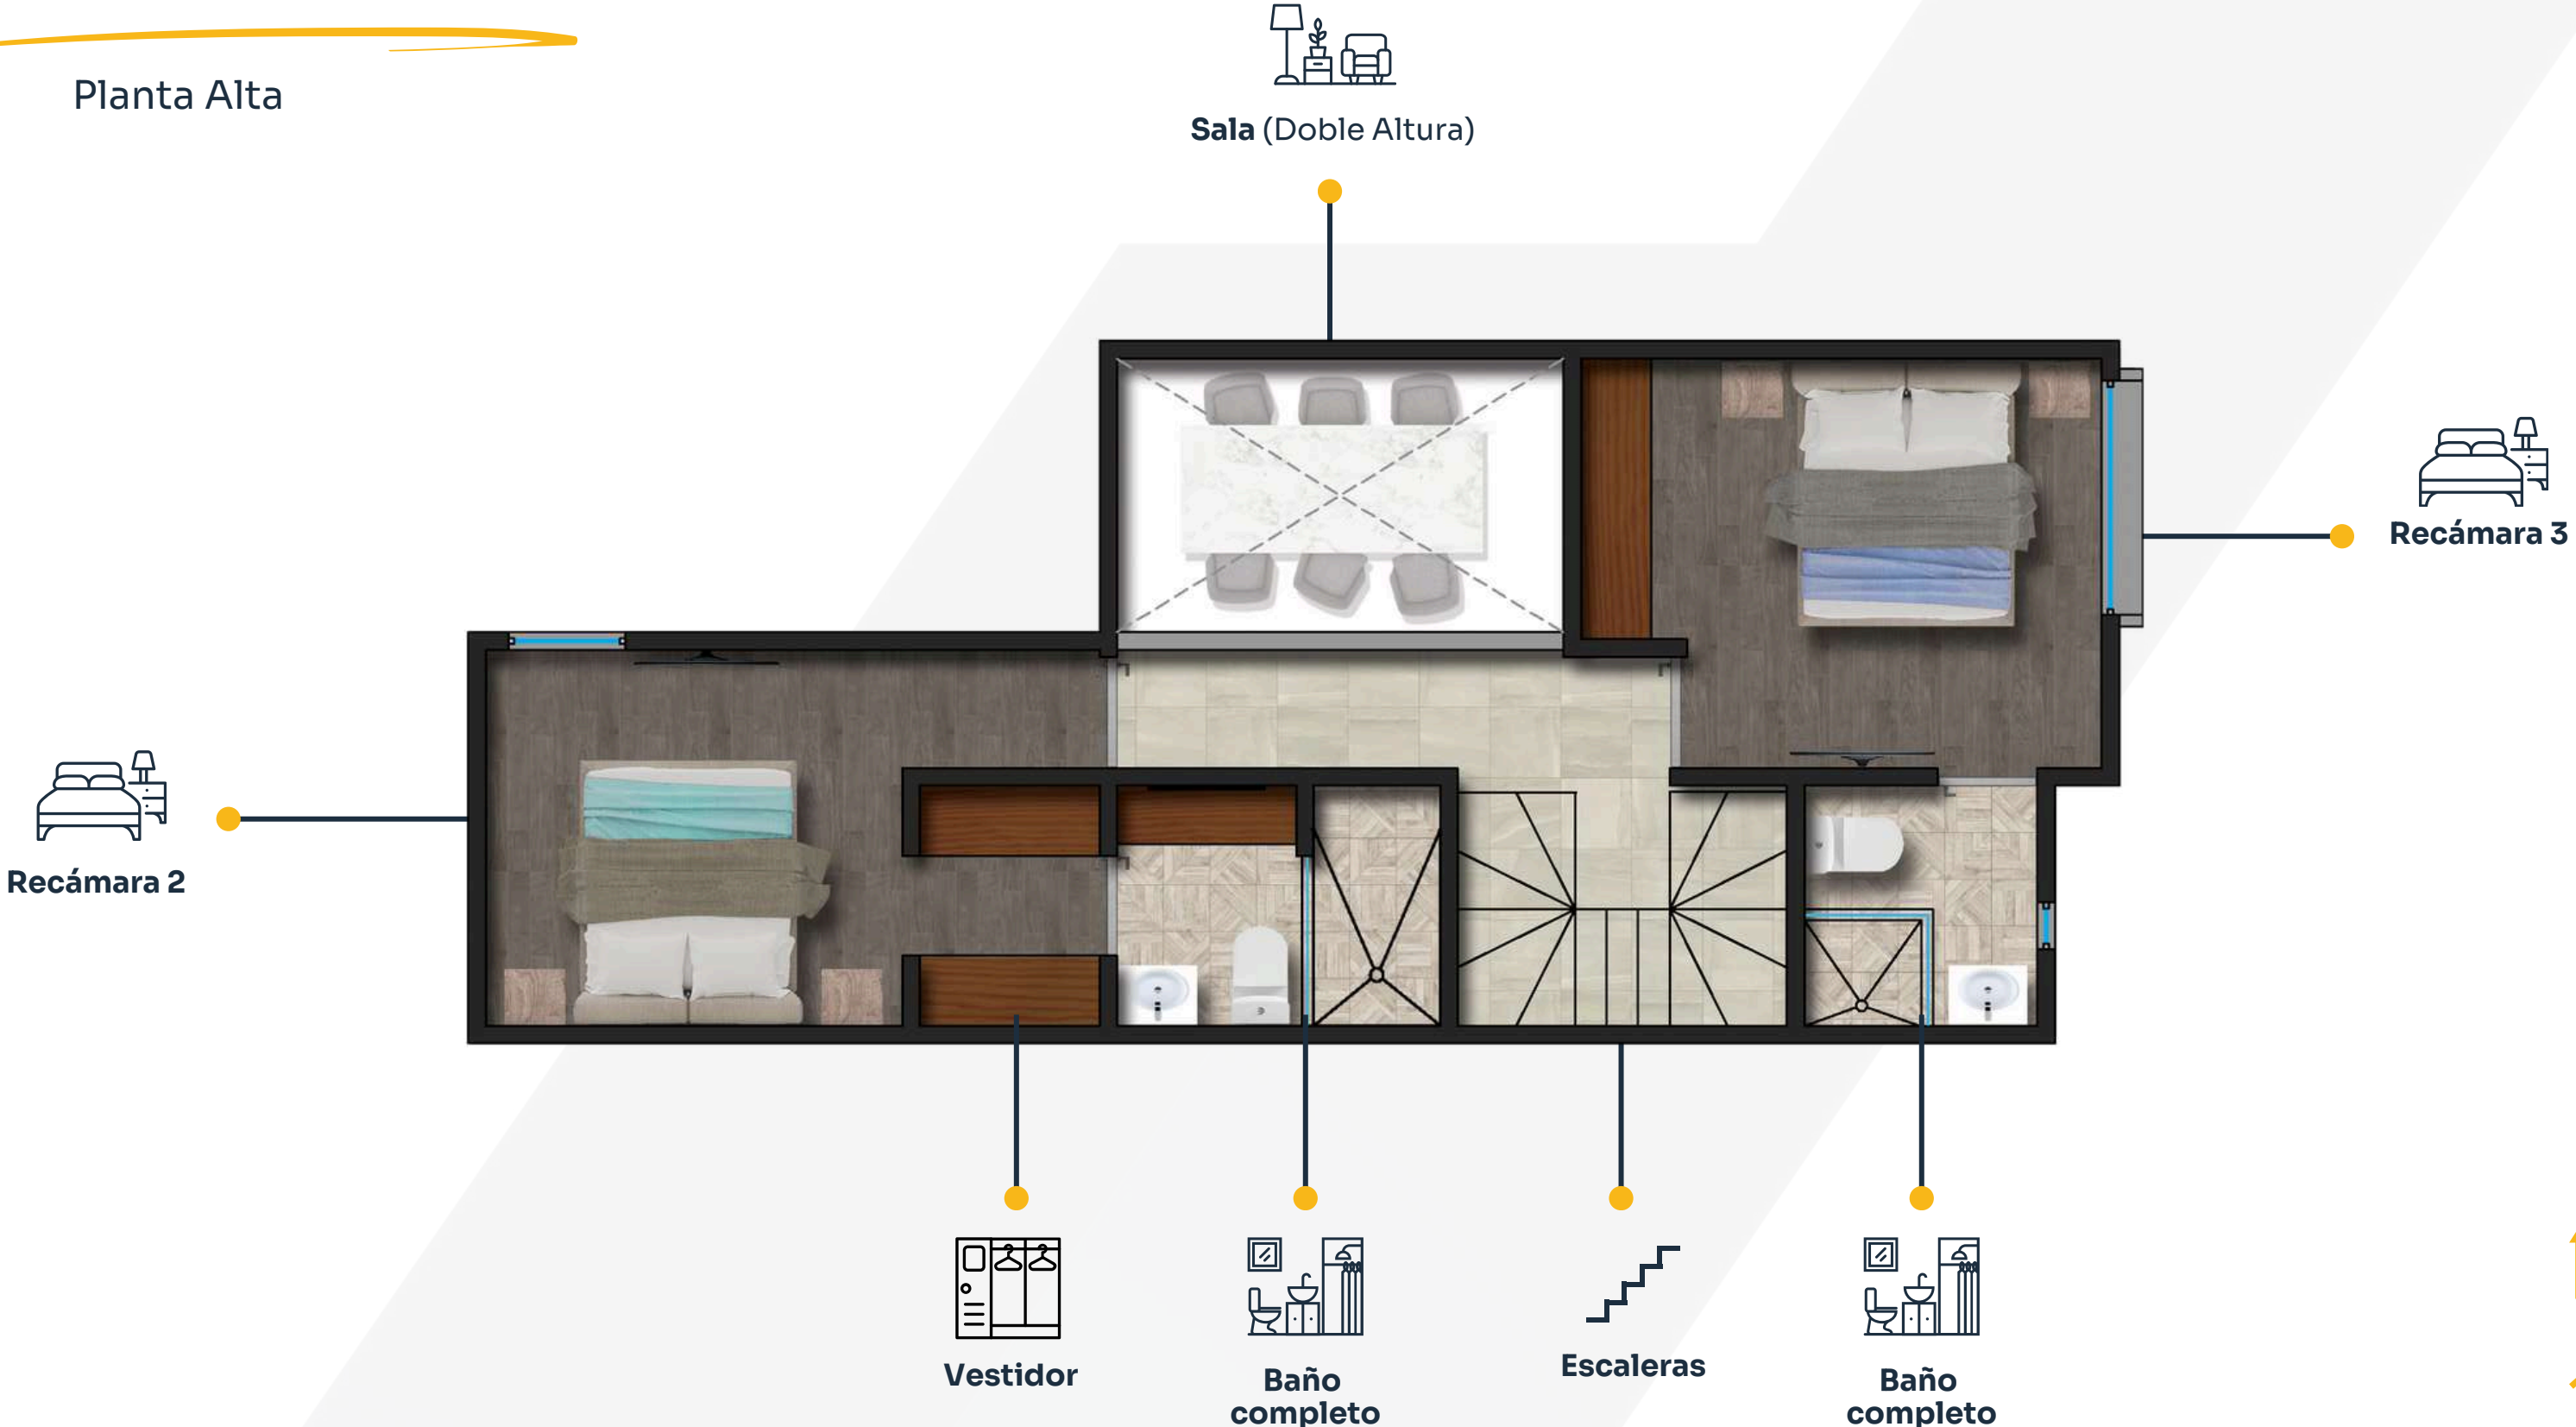 Planta Alta
Sala (Doble Altura)
Recámara 3
Recámara 2
Vestidor
Baño
completo
Escaleras
Baño
completo